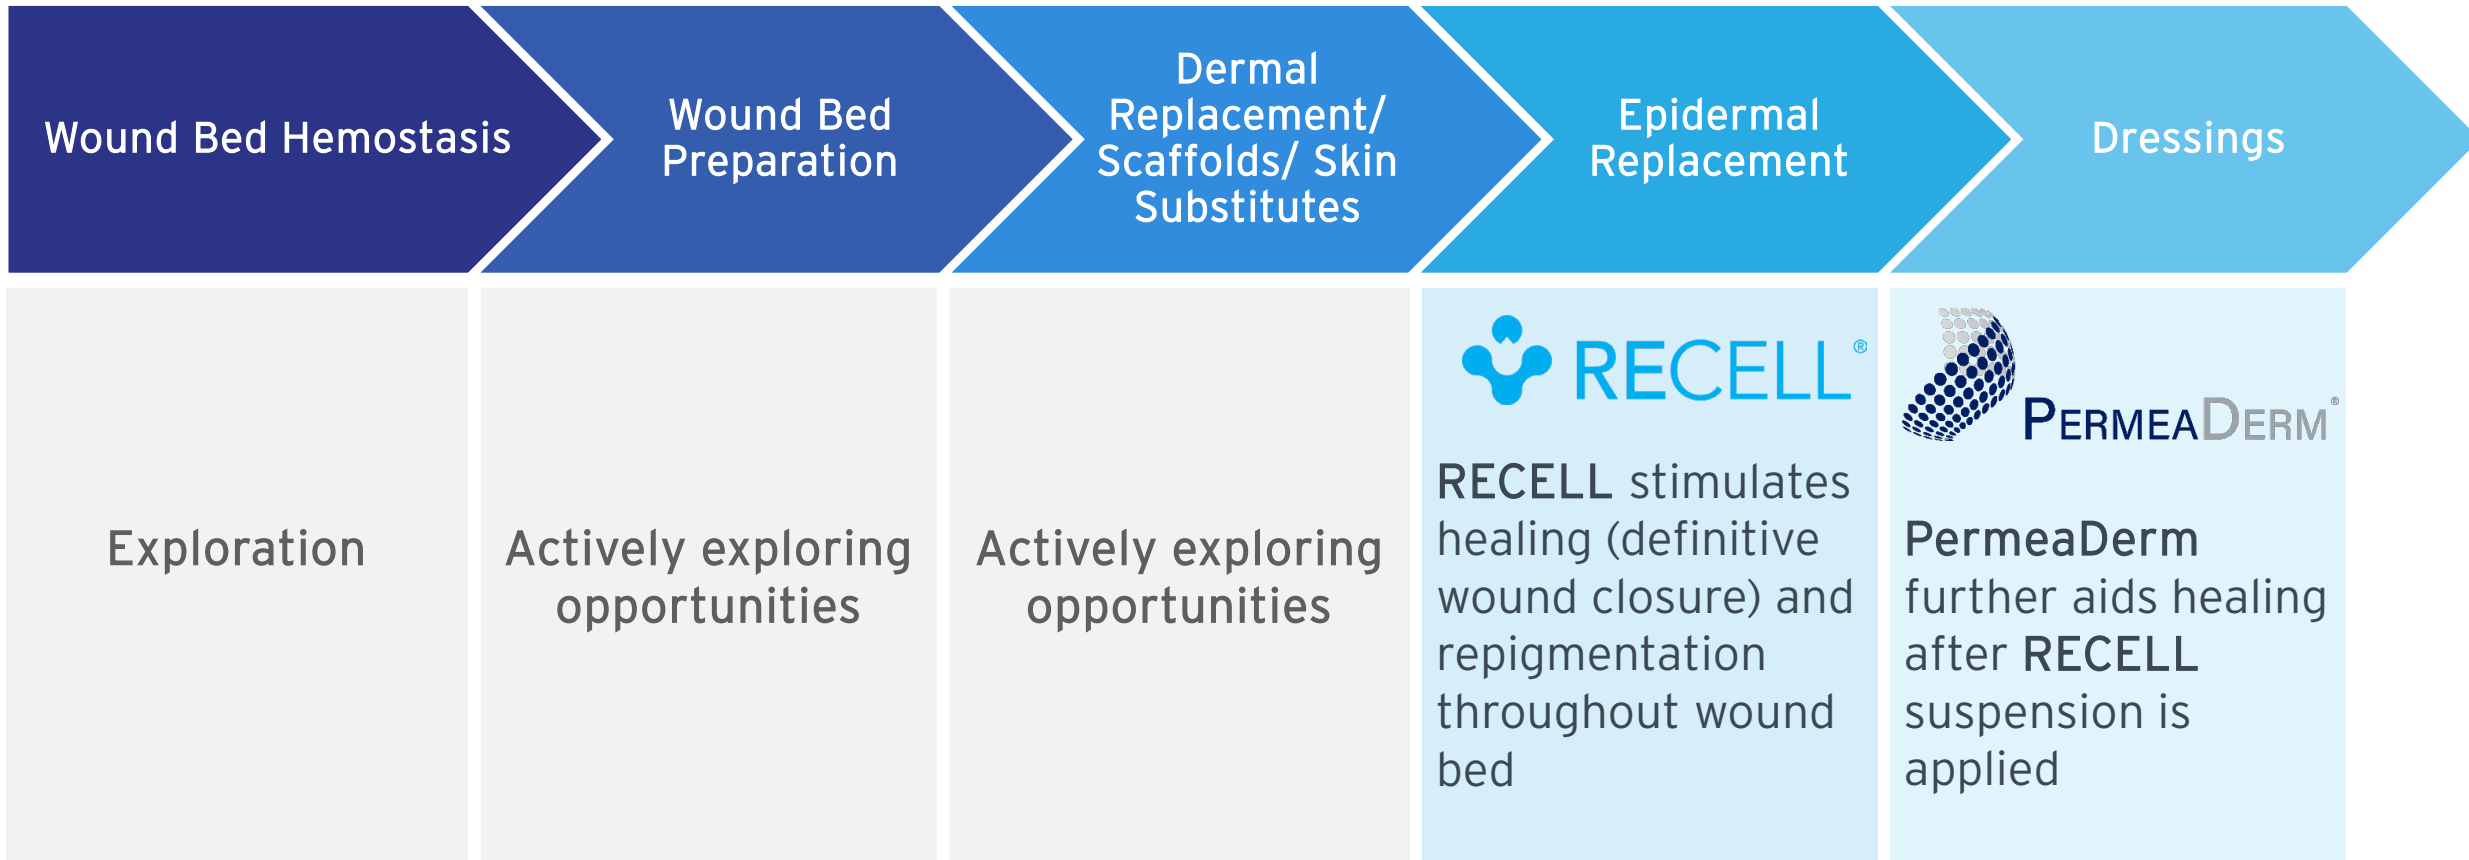 Wound Bed Hemostasis
Wound Bed
Preparation
Dermal
Replacement/
Scaffolds/ Skin
Substitutes
Epidermal
Replacement
Dressings
Exploration
Actively exploring
opportunities
Actively exploring
opportunities
RECELL®
RECELL stimulates
healing (definitive
wound closure) and
repigmentation
throughout wound
bed
PERMEADERM®
PermeaDerm
further aids healing
after RECELL
suspension is
applied